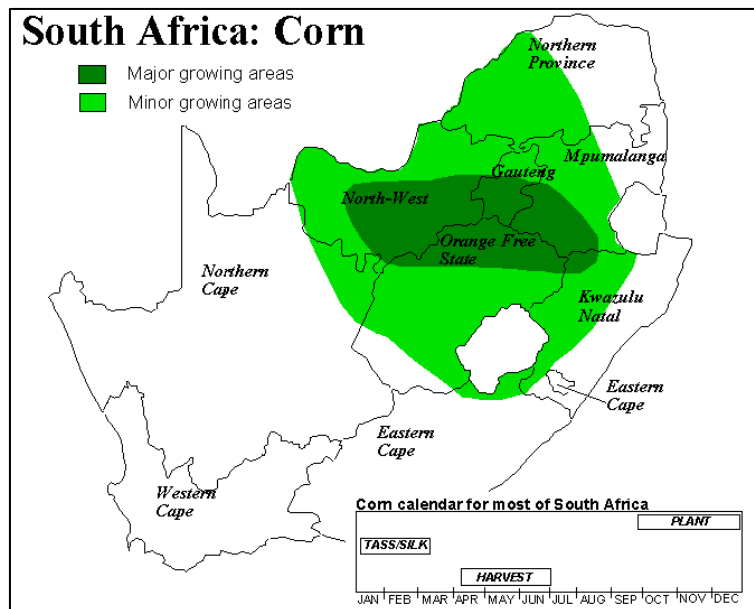 South Africa: Corn
Major growing areas
Minor growing areas
Northern
Province
Mpumalanga
Gauteng
North-West
Orange Free
State
Northern
Cape
Kwazulu
Natal
Eastern
Cape
Eastern
Cape
Western
Cape
Corn calendar for most of South Africa
PLANT
TASS/SILK
HARVEST
JAN FEB MAR APR MAY JUN JUL AUG SEP OCT NOV DEC